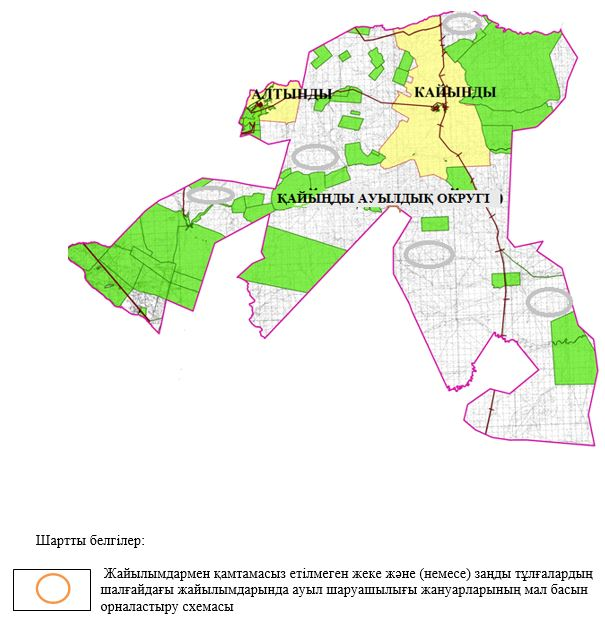 АЛТЫНДЫ
КАЙЫНДЫ
ҚАЙЫҢДЫ АУЫЛДЫҚ ОКРУГІ )
Шартты белгілер:
Жайылымдармен қамтамасыз етілмеген жеке және (немесе) заңды тұлғалардың
шалғайдағы жайылымдарында ауыл шаруашылығы жануарларының мал басын
орналастыру схемасы